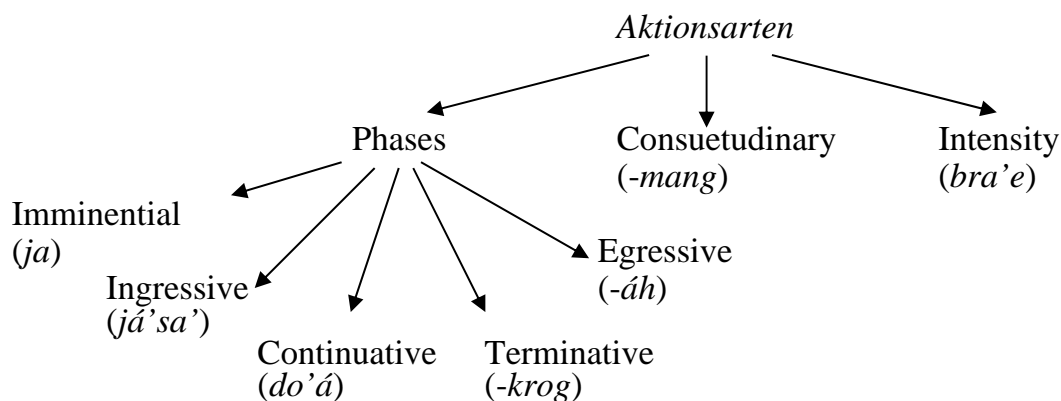 Aktionsarten
Phases
Consuetudinary
(-mang)
Intensity
(bra’e)
Imminential
(ja)
Ingressive
(já’sa’)
Continuative
(do’á)
Terminative
(-krog)
Egressive
(-áh)